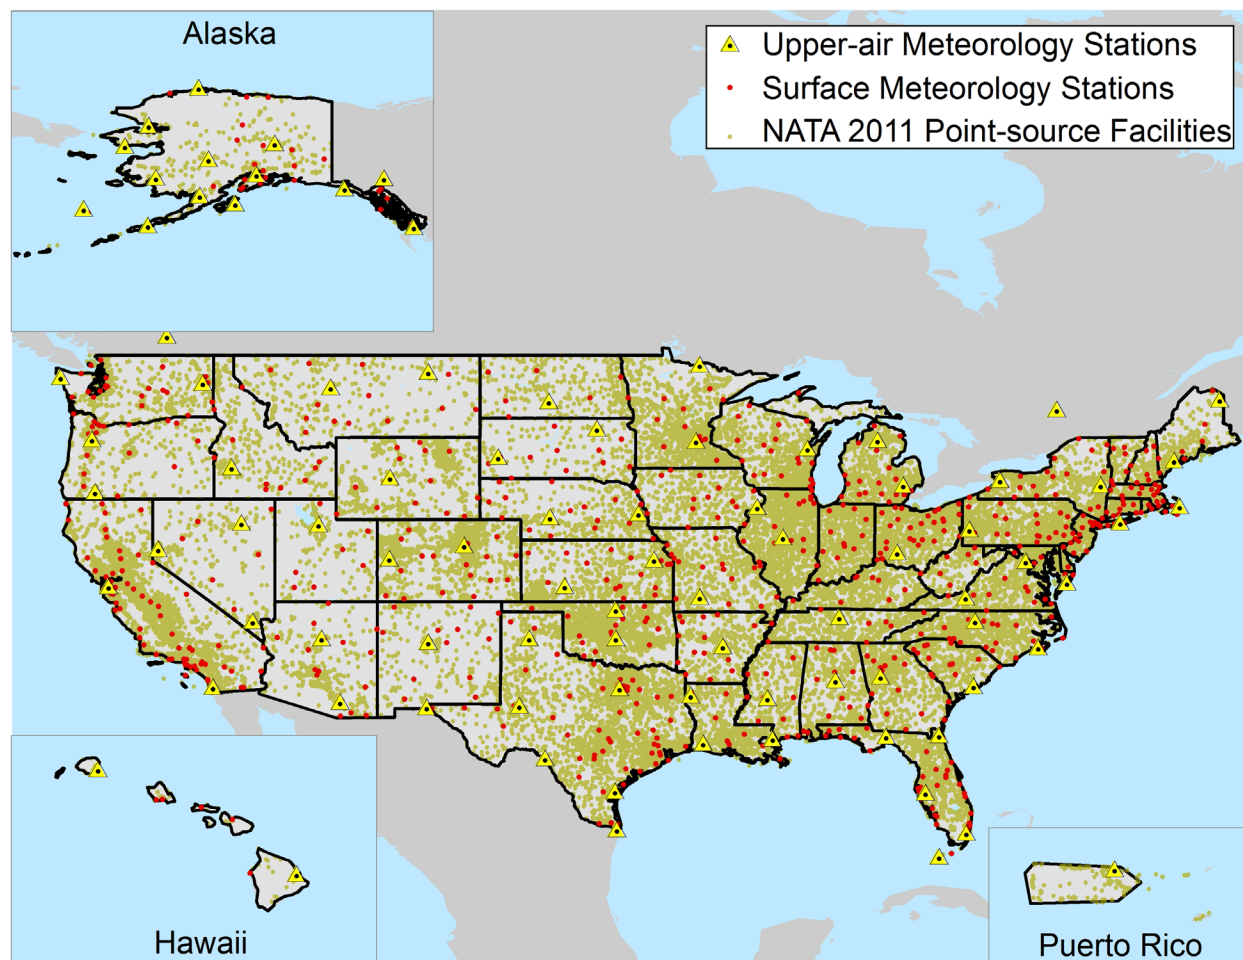 Alaska
Upper-air Meteorology Stations
Surface Meteorology Stations
NATA 2011 Point-source Facilities
Hawaii
Puerto Rico